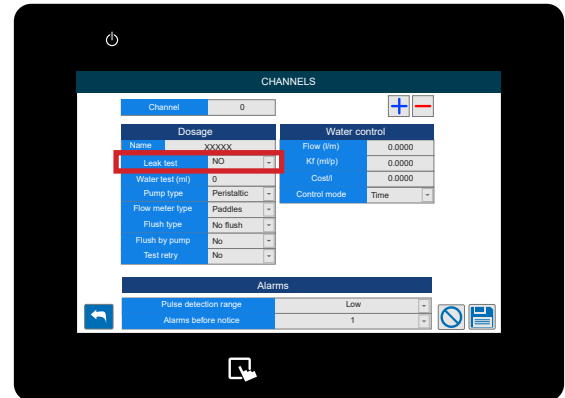 CHANNELS
Channel 0
Dosage
Name XXXXX
Leak test NO
Water test (ml) 0
Pump type Peristaltic
Flow meter type Paddles
Flush type No flush
Flush by pump No
Test retry No
Water control
Flow (l/m) 0.0000
Kf (ml/p) 0.0000
Cost/l 0.0000
Control mode Time
Alarms
Pulse detection range Low
Alarms before notice 1